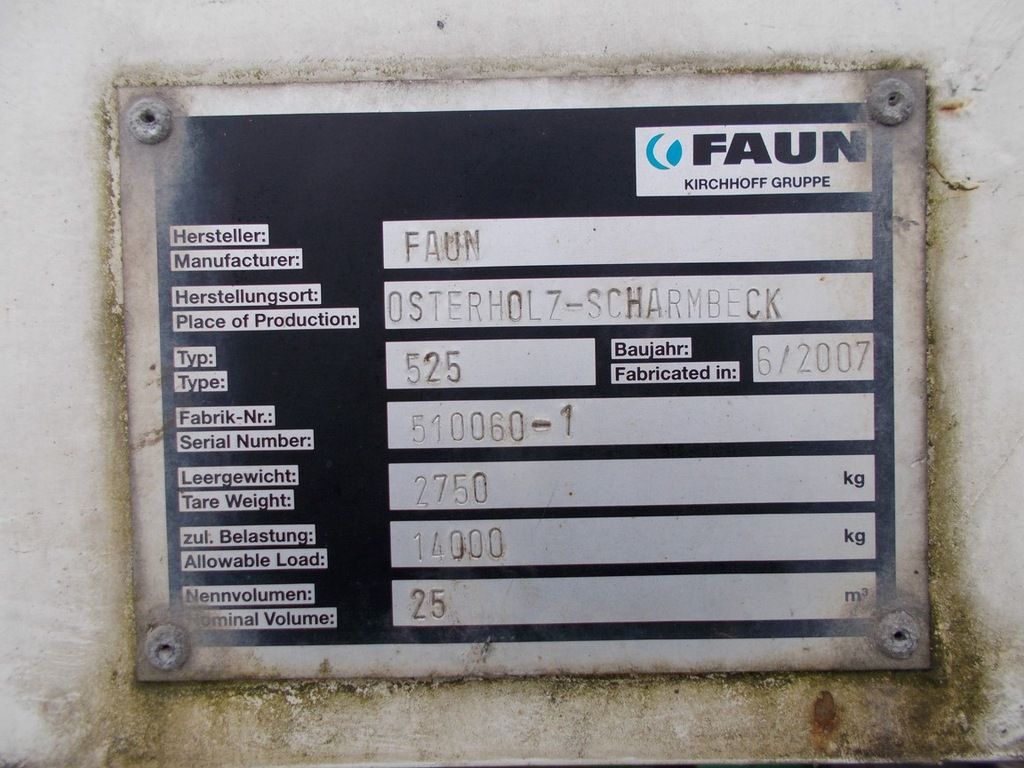 FAUN
KIRCHHOFF GRUPPE
Hersteller:
Manufacturer:
FAUN
Herstellungsort:
Place of Production:
OSTERHOLZ-SCHARMBECK
Typ:
Type:
525
Baujahr:
Fabricated in:
6/2007
Fabrik-Nr.:
Serial Number:
510060-1
Leergewicht:
Tare Weight:
2750 kg
zul. Belastung:
Allowable Load:
14000 kg
Nennvolumen:
Nominal Volume:
25 m³